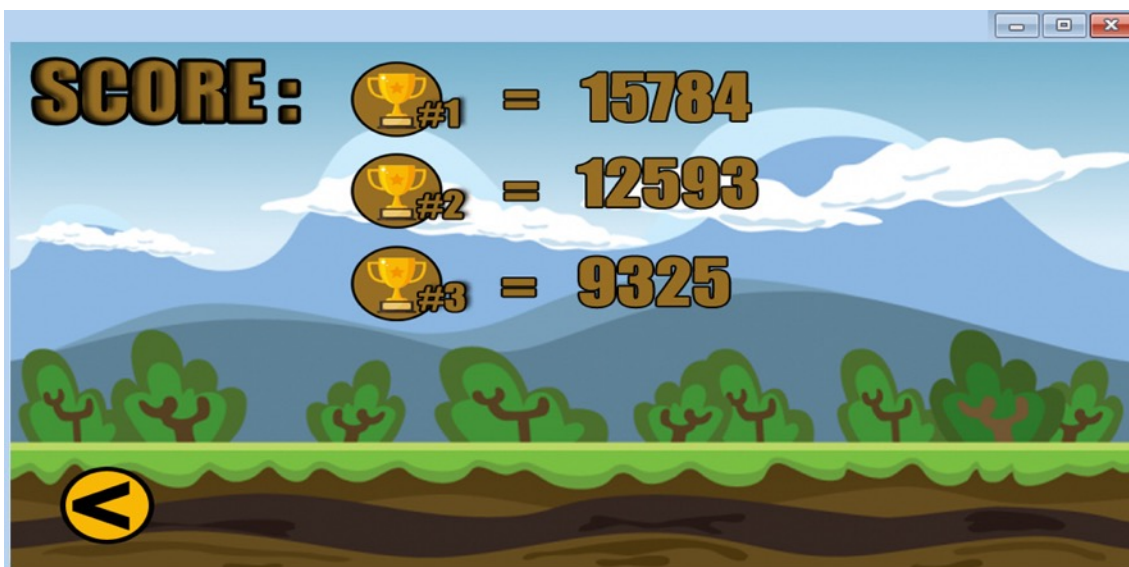 SCORE: #1 = 15784
#2 = 12593
#3 = 9325
<